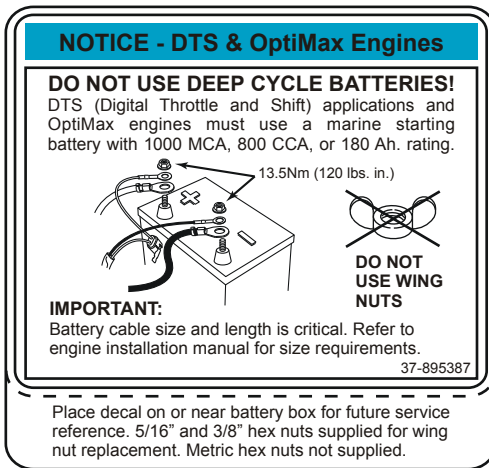 NOTICE - DTS & OptiMax Engines
DO NOT USE DEEP CYCLE BATTERIES!
DTS (Digital Throttle and Shift) applications and
OptiMax engines must use a marine starting
battery with 1000 MCA, 800 CCA, or 180 Ah. rating.
13.5Nm (120 lbs. in.)
DO NOT
USE WING
NUTS
IMPORTANT:
Battery cable size and length is critical. Refer to
engine installation manual for size requirements.
37-895387
Place decal on or near battery box for future service
reference. 5/16” and 3/8” hex nuts supplied for wing
nut replacement. Metric hex nuts not supplied.